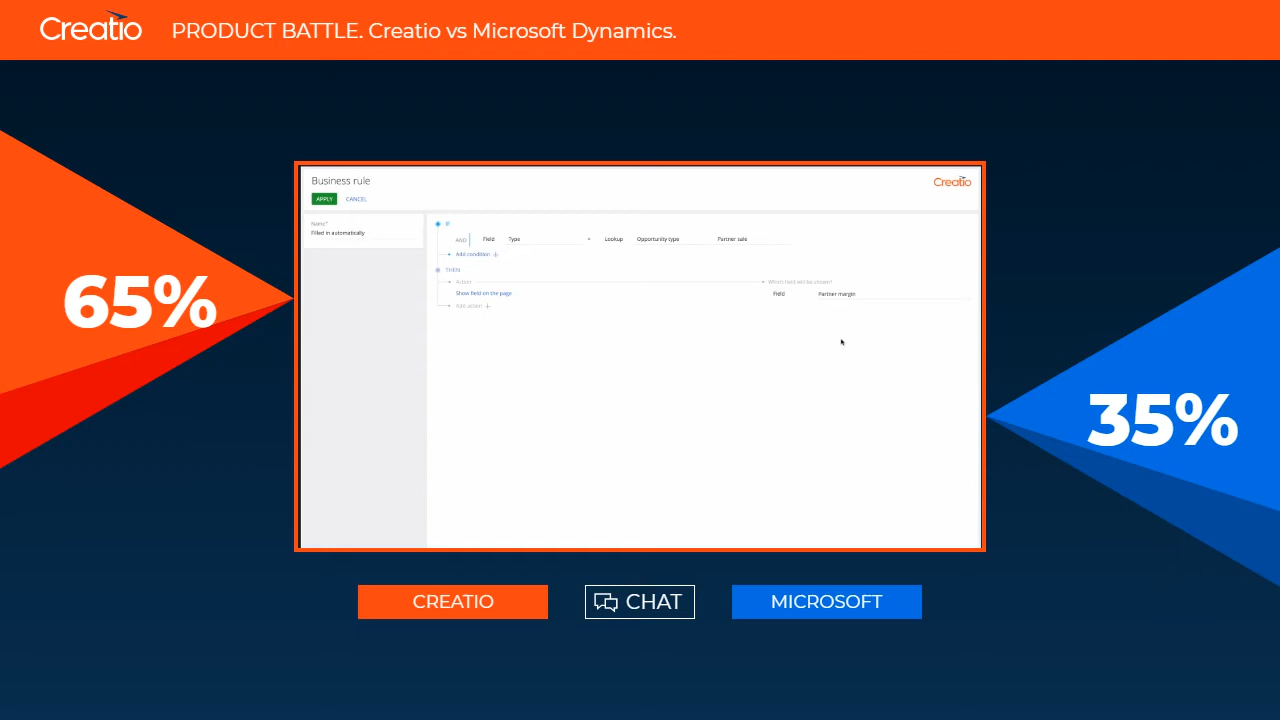 Creatio PRODUCT BATTLE. Creatio vs Microsoft Dynamics.
Business rule
Creatio
APPLY CANCEL
Name*
Filled in automatically
IF
AND Field Type = Lookup Opportunity type Partner sale
Add condition
THEN
Action Which field will be shown?
Show field on the page Field Partner margin
Add action
65%
35%
CREATIO CHAT MICROSOFT